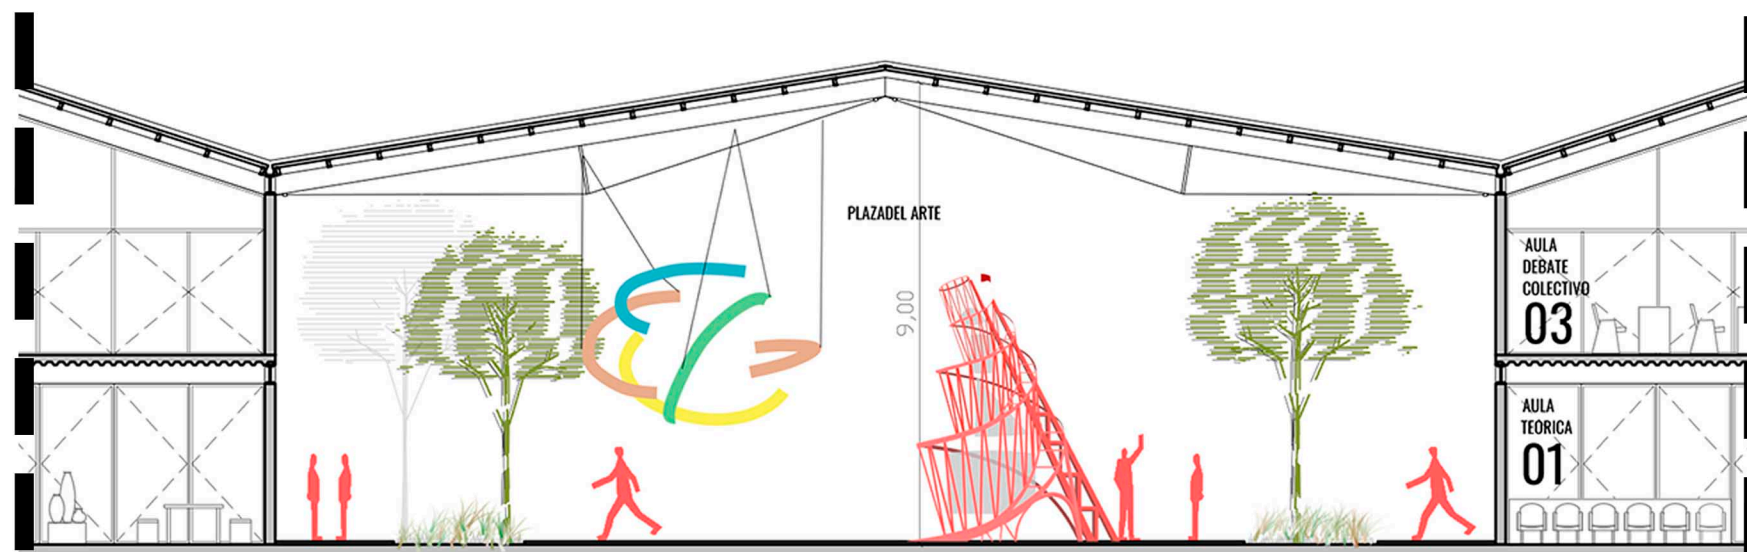 PLAZADEL ARTE
9,00
AULA
DEBATE
COLECTIVO
03
AULA
TEORICA
01